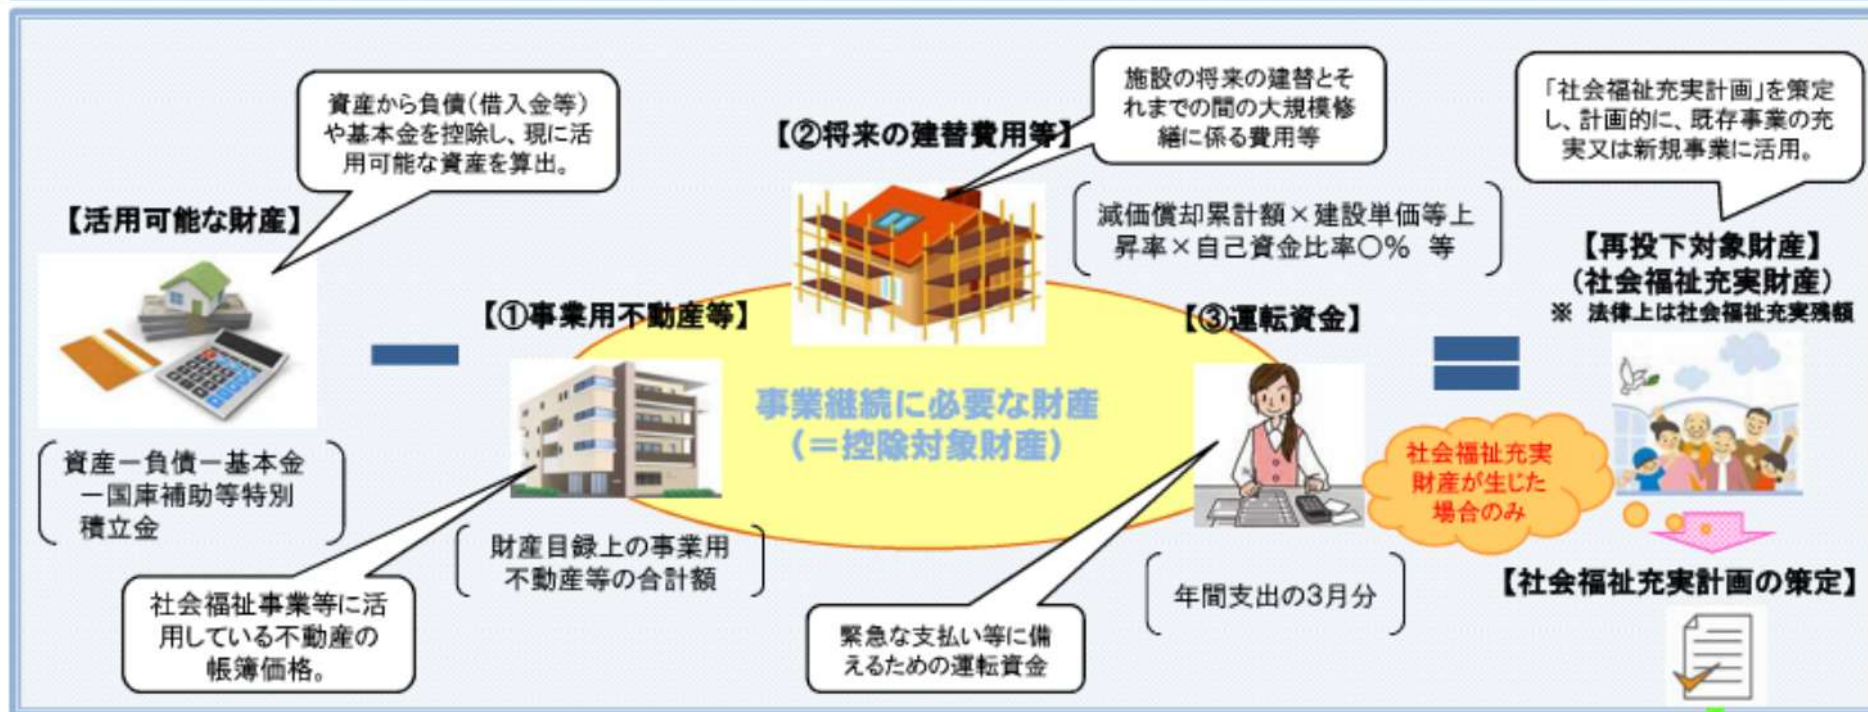 資産から負債(借入金等)
や基本金を控除し、現に活
用可能な資産を算出。
【活用可能な財産】
資産－負債－基本金
－国庫補助等特別
積立金
【①事業用不動産等】
財産目録上の事業用
不動産等の合計額
社会福祉事業等に活
用している不動産の
帳簿価格。
【②将来の建替費用等】
施設の将来の建替とそ
れまでの間の大規模修
繕に係る費用等
減価償却累計額×建設単価等上
昇率×自己資金比率〇% 等
事業継続に必要な財産
(＝控除対象財産)
【③運転資金】
年間支出の3月分
緊急な支払い等に備
えるための運転資金
「社会福祉充実計画」を策定
し、計画的に、既存事業の充
実又は新規事業に活用。
【再投下対象財産】
(社会福祉充実財産)
※ 法律上は社会福祉充実残額
社会福祉充実
財産が生じた
場合のみ
【社会福祉充実計画の策定】